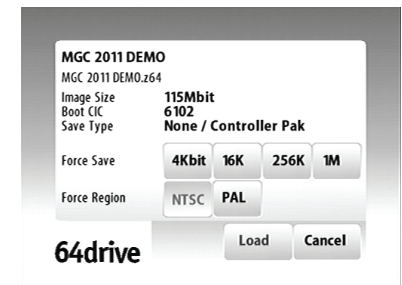 MGC 2011 DEMO
MGC 2011 DEMO.z64
Image Size 115Mbit
Boot CIC 6102
Save Type None / Controller Pak
Force Save 4Kbit 16K 256K 1M
Force Region NTSC PAL
64drive Load Cancel